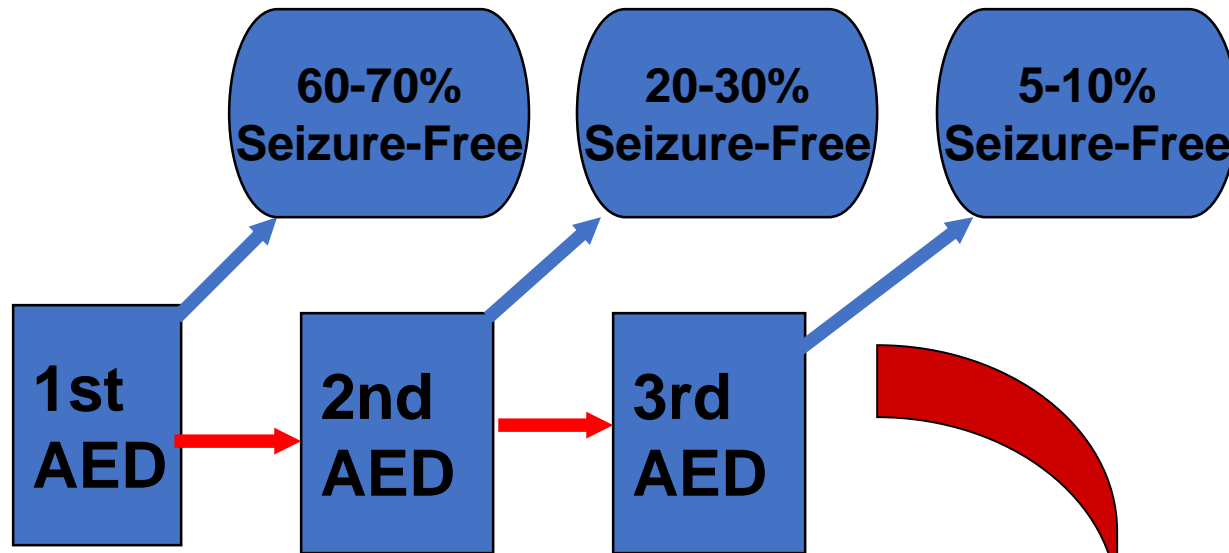 60-70%
Seizure-Free
20-30%
Seizure-Free
5-10%
Seizure-Free
1st
AED
2nd
AED
3rd
AED